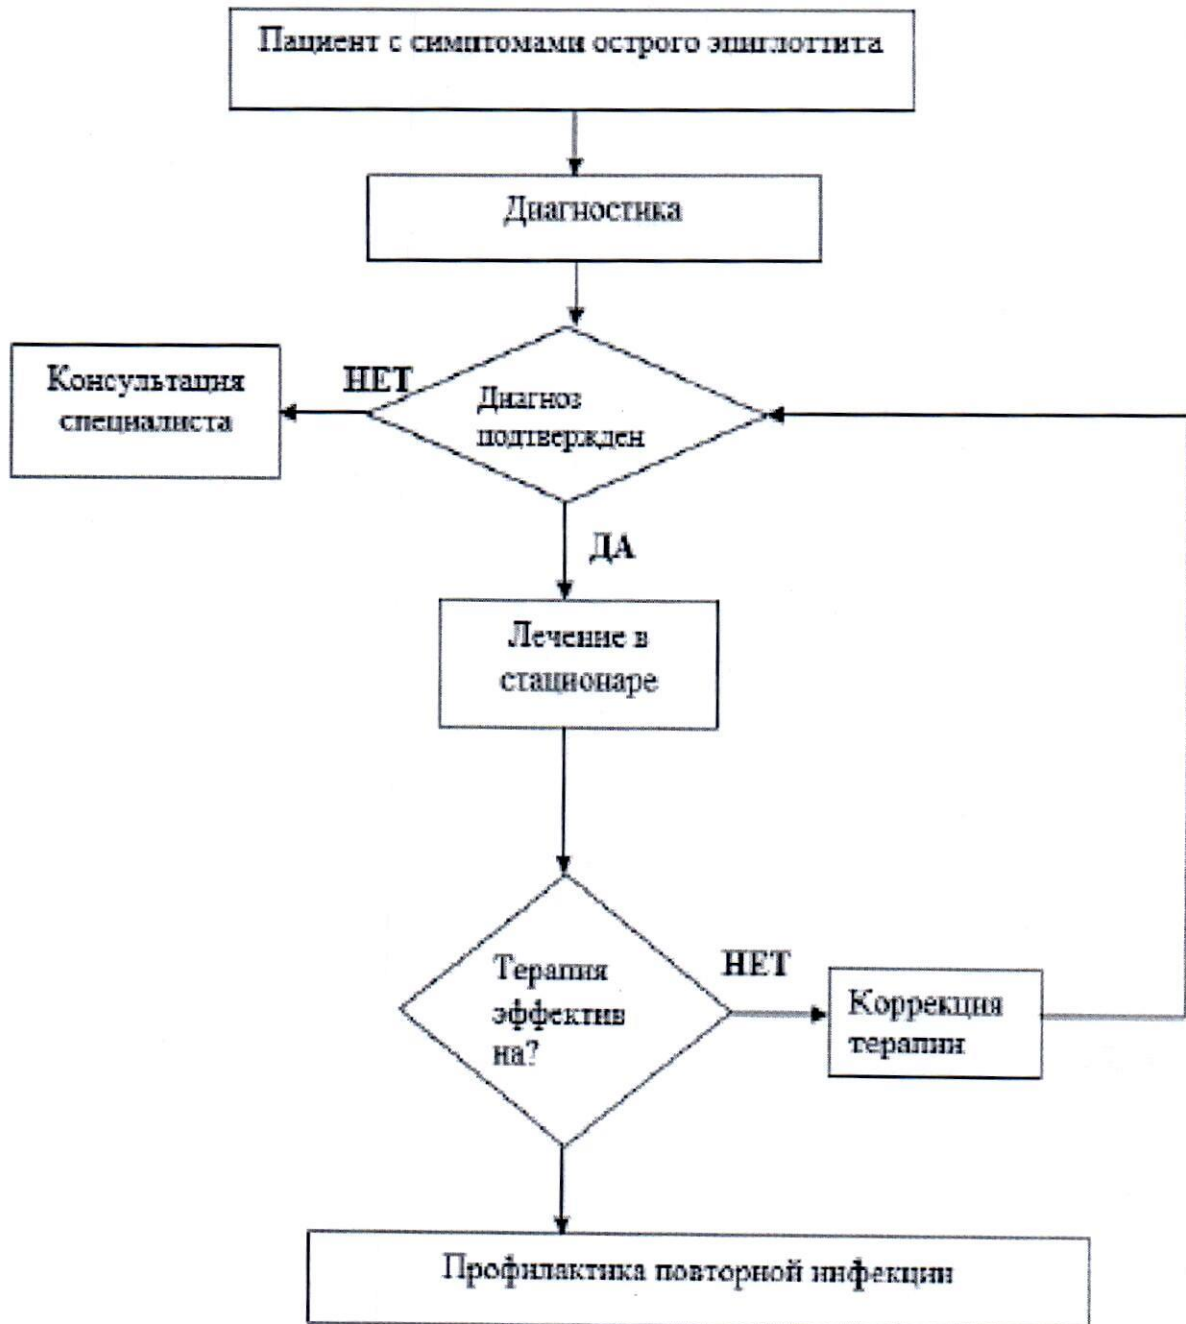 Пациент с симптомами острого эпиглоттита
Диагностика
Консультация
специалиста
НЕТ
Диагноз
подтвержден
ДА
Лечение в
стационаре
Терапия
эффектив
на?
НЕТ
Коррекция
терапии
Профилактика повторной инфекции